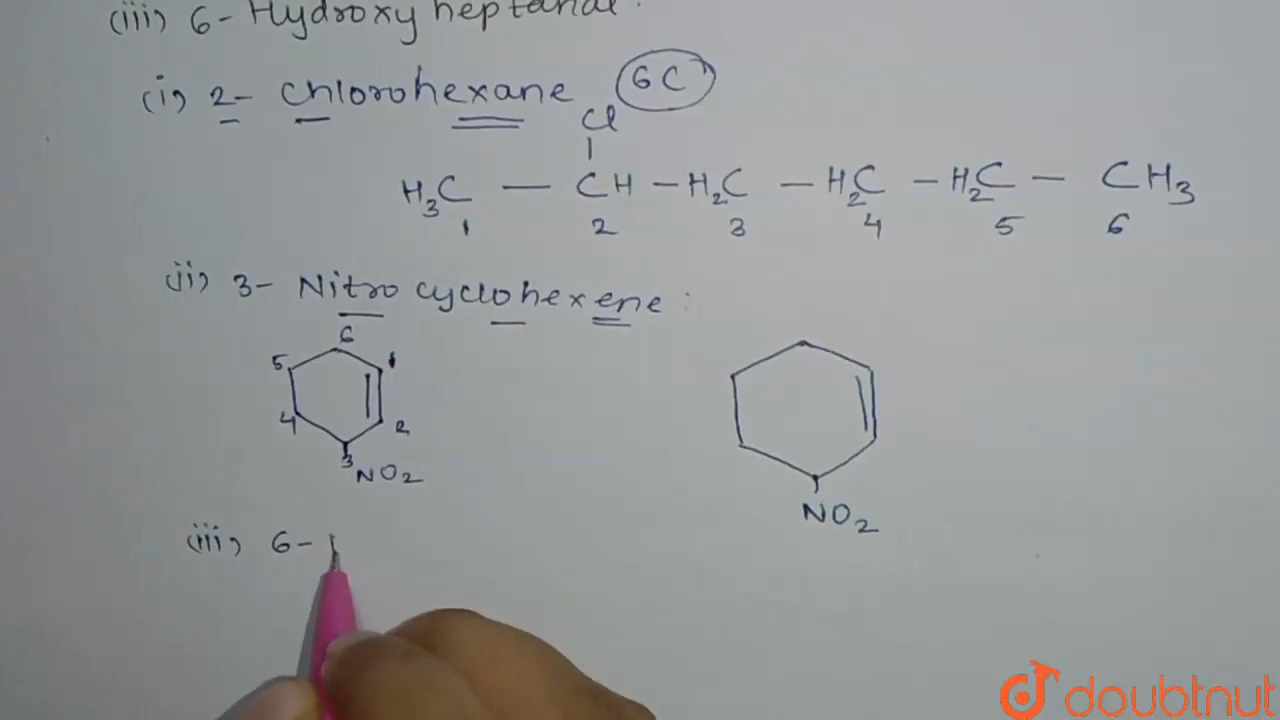 (iii) 6- Hydroxy heptanal.
(i) 2- Chlorohexane 6C
Cl
H3C — CH — H2C — H2C — H2C — CH3
1 2 3 4 5 6
(ii) 3- Nitro cyclohexene :
6
5 1
4 2
3
NO2
NO2
(iii) 6-
doubtnut